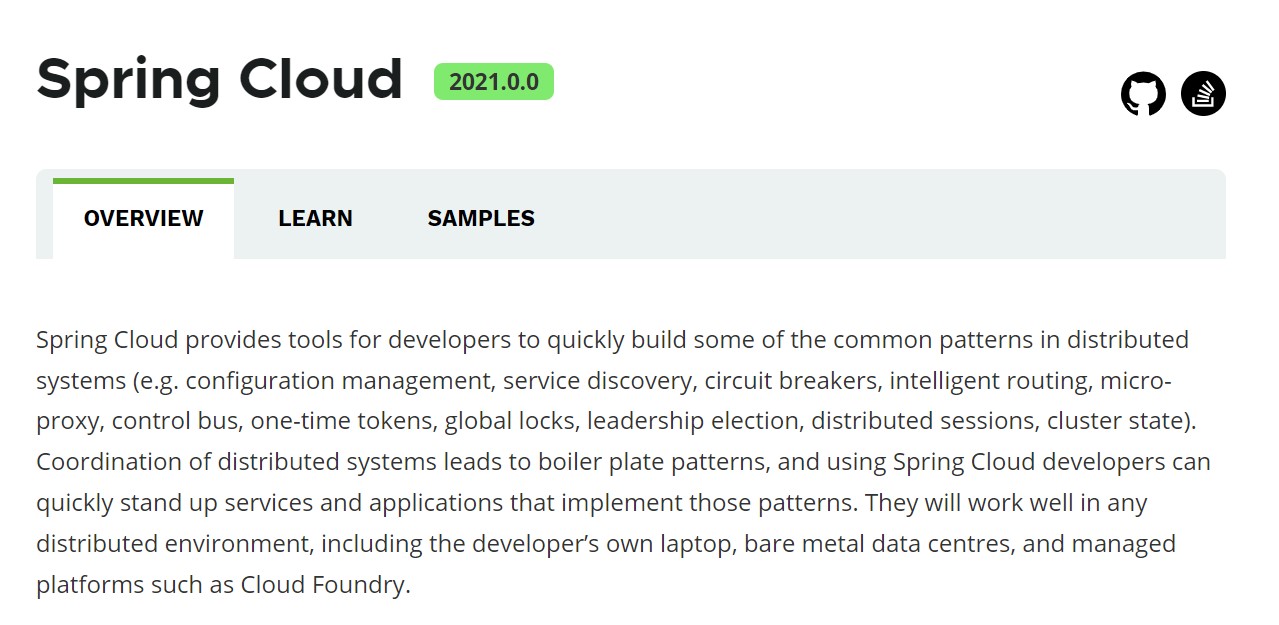 Spring Cloud 2021.0.0
OVERVIEW LEARN SAMPLES
Spring Cloud provides tools for developers to quickly build some of the common patterns in distributed
systems (e.g. configuration management, service discovery, circuit breakers, intelligent routing, micro-
proxy, control bus, one-time tokens, global locks, leadership election, distributed sessions, cluster state).
Coordination of distributed systems leads to boiler plate patterns, and using Spring Cloud developers can
quickly stand up services and applications that implement those patterns. They will work well in any
distributed environment, including the developer’s own laptop, bare metal data centres, and managed
platforms such as Cloud Foundry.